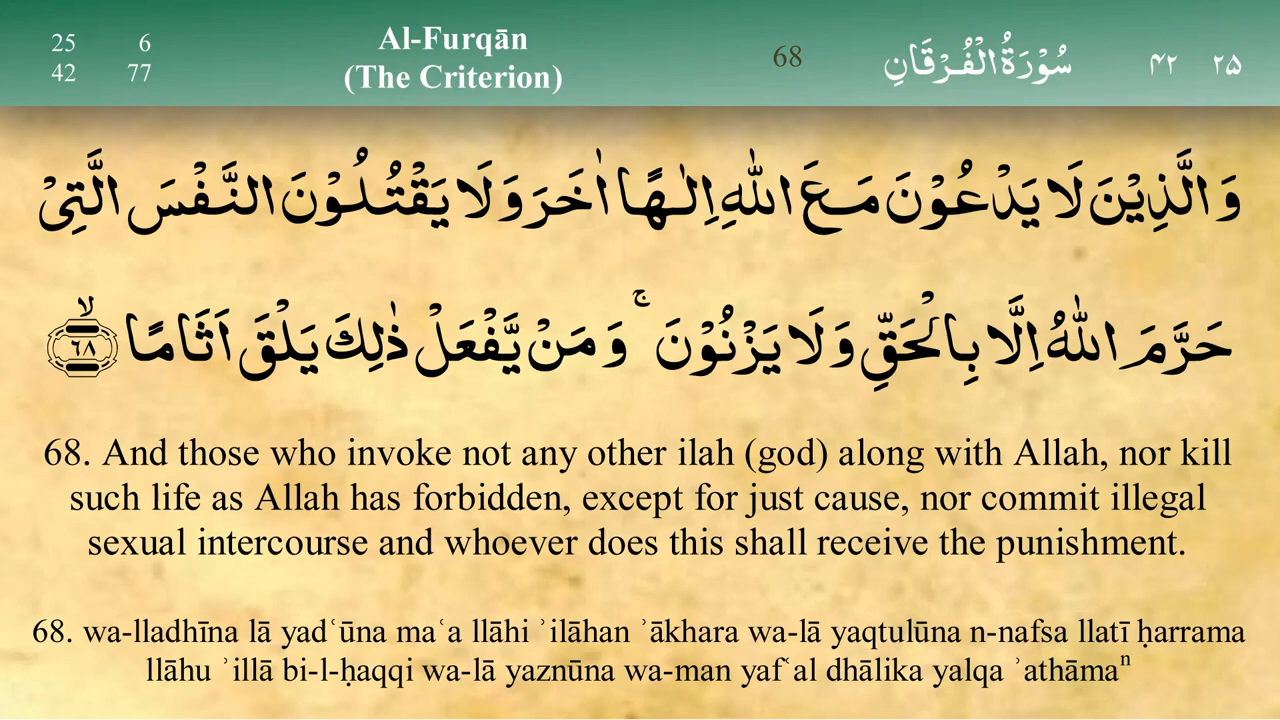 25 6
42 77
Al-Furqān
(The Criterion)
68
سُوْرَةُ الْفُرْقَانِ
۴۲ ۲۵
وَالَّذِيْنَ لَا يَدْعُوْنَ مَعَ اللّٰهِ اِلٰـهًا اٰخَرَ وَلَا يَقْتُلُوْنَ النَّفْسَ الَّتِىْ
حَرَّمَ اللّٰهُ اِلَّا بِالْحَقِّ وَلَا يَزْنُوْنَ ۚ وَمَنْ يَّفْعَلْ ذٰلِكَ يَلْقَ اَثَامًا ۙ‏ ﴿۶۸﴾
68. And those who invoke not any other ilah (god) along with Allah, nor kill
such life as Allah has forbidden, except for just cause, nor commit illegal
sexual intercourse and whoever does this shall receive the punishment.
68. wa-lladhīna lā yadʿūna maʿa llāhi ʾilāhan ʾākhara wa-lā yaqtulūna n-nafsa llatī ḥarrama
llāhu ʾillā bi-l-ḥaqqi wa-lā yaznūna wa-man yafʿal dhālika yalqa ʾathāmaⁿ